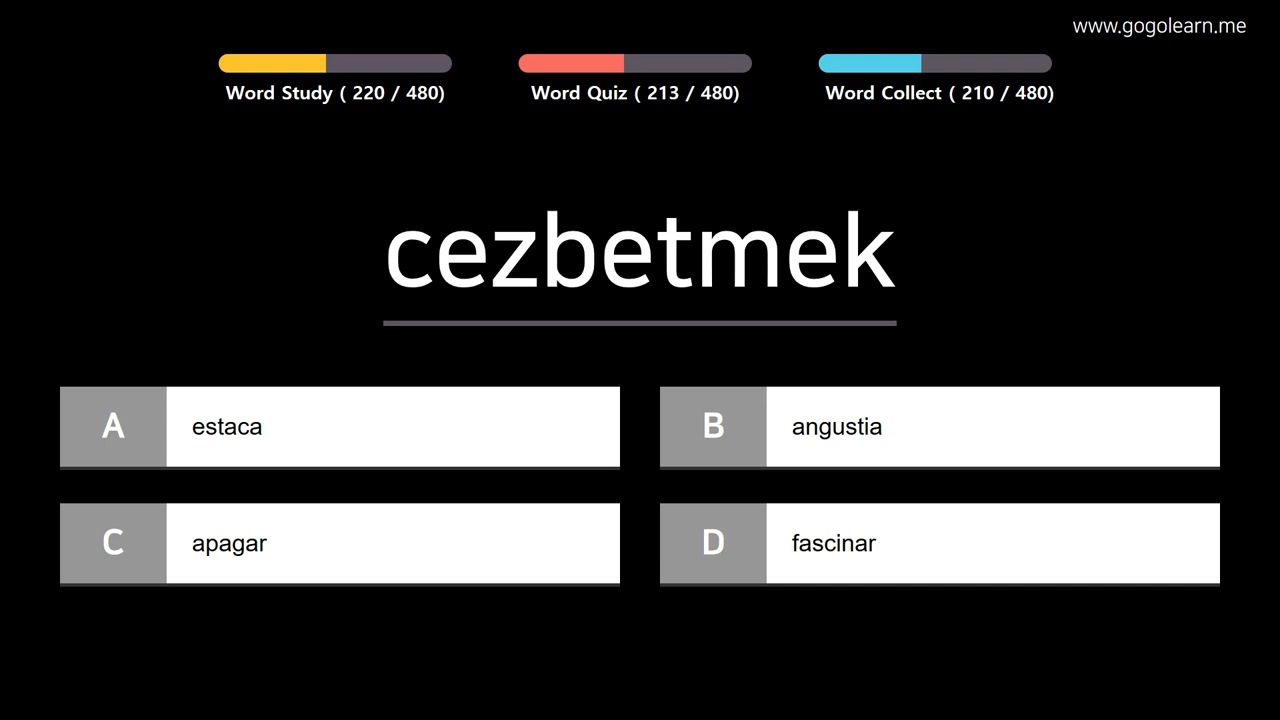 www.gogolearn.me
Word Study ( 220 / 480)
Word Quiz ( 213 / 480)
Word Collect ( 210 / 480)
cezbetmek
A estaca
B angustia
C apagar
D fascinar